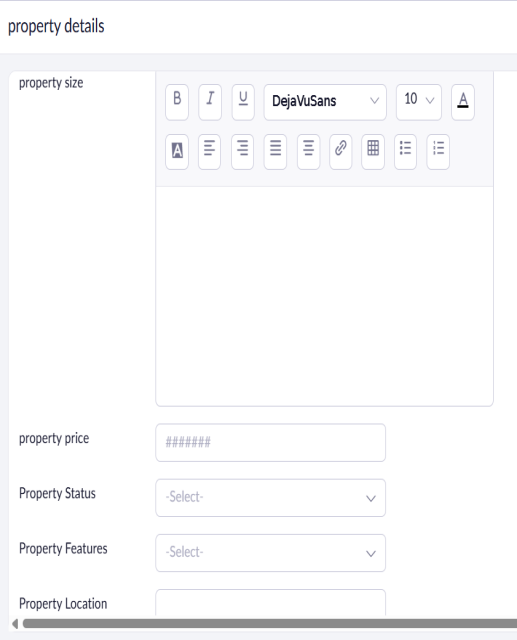 property details
property size
B I U DejaVuSans 10 A
A
property price
#######
Property Status
-Select-
Property Features
-Select-
Property Location